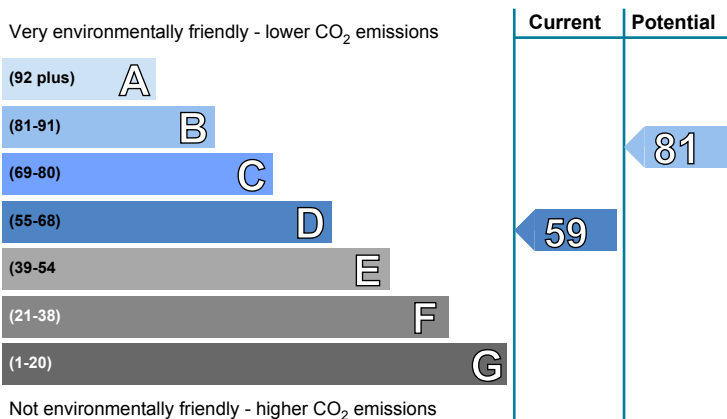 Very environmentally friendly - lower CO2 emissions
Current
Potential
(92 plus) A
(81-91) B
(69-80) C
(55-68) D
(39-54 E
(21-38) F
(1-20) G
81
59
Not environmentally friendly - higher CO2 emissions